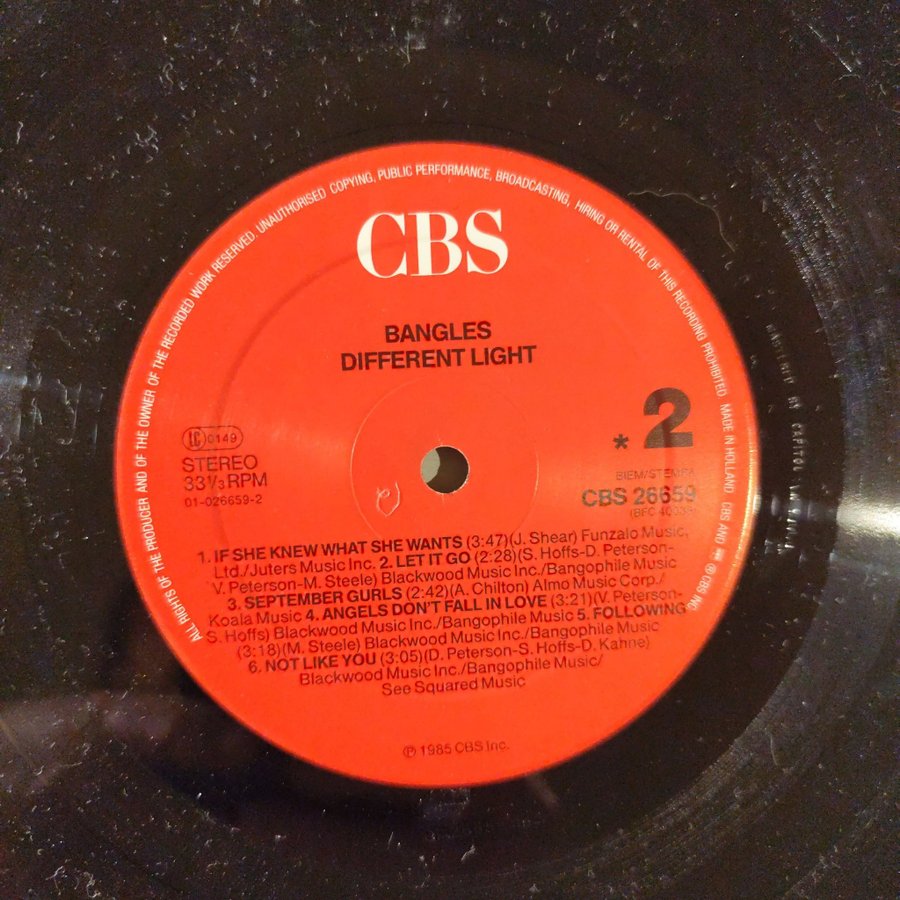 ALL RIGHTS OF THE PRODUCER AND OF THE OWNER OF THE RECORDED WORK RESERVED. UNAUTHORISED COPYING, PUBLIC PERFORMANCE, BROADCASTING, HIRING OR RENTAL OF THIS RECORDING PROHIBITED. MADE IN HOLLAND CBS AND ® CBS INC.
CBS
BANGLES
DIFFERENT LIGHT
* 2
LC 0149
STEREO
33⅓ RPM
01-026659-2
BIEM/STEMRA
CBS 26659
1. IF SHE KNEW WHAT SHE WANTS (3:47)(J. Shear) Funzalo Music,
Ltd./Juters Music Inc. 2. LET IT GO (2:28)(S. Hoffs-D. Peterson-
V. Peterson-M. Steele) Blackwood Music Inc./Bangophile Music
3. SEPTEMBER GURLS (2:42)(A. Chilton) Almo Music Corp./
Koala Music 4. ANGELS DON'T FALL IN LOVE (3:21)(V. Peterson-
S. Hoffs) Blackwood Music Inc./Bangophile Music 5. FOLLOWING
(3:18)(M. Steele) Blackwood Music Inc./Bangophile Music
6. NOT LIKE YOU (3:05)(D. Peterson-S. Hoffs-D. Kahne)
Blackwood Music Inc./Bangophile Music/
See Squared Music
℗ 1985 CBS Inc.
MASTERED BY CAPITOL